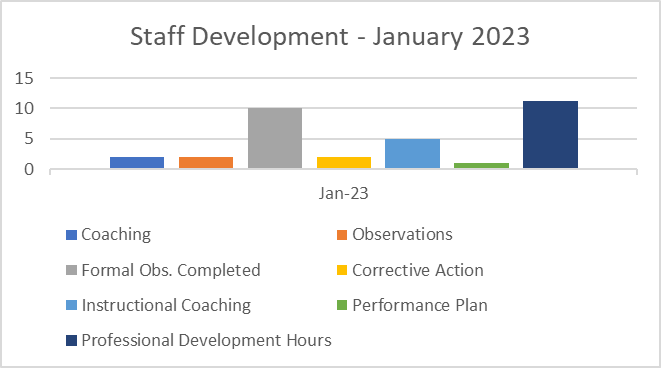 Staff Development - January 2023
15
10
5
0
Jan-23
Coaching Observations
Formal Obs. Completed Corrective Action
Instructional Coaching Performance Plan
Professional Development Hours